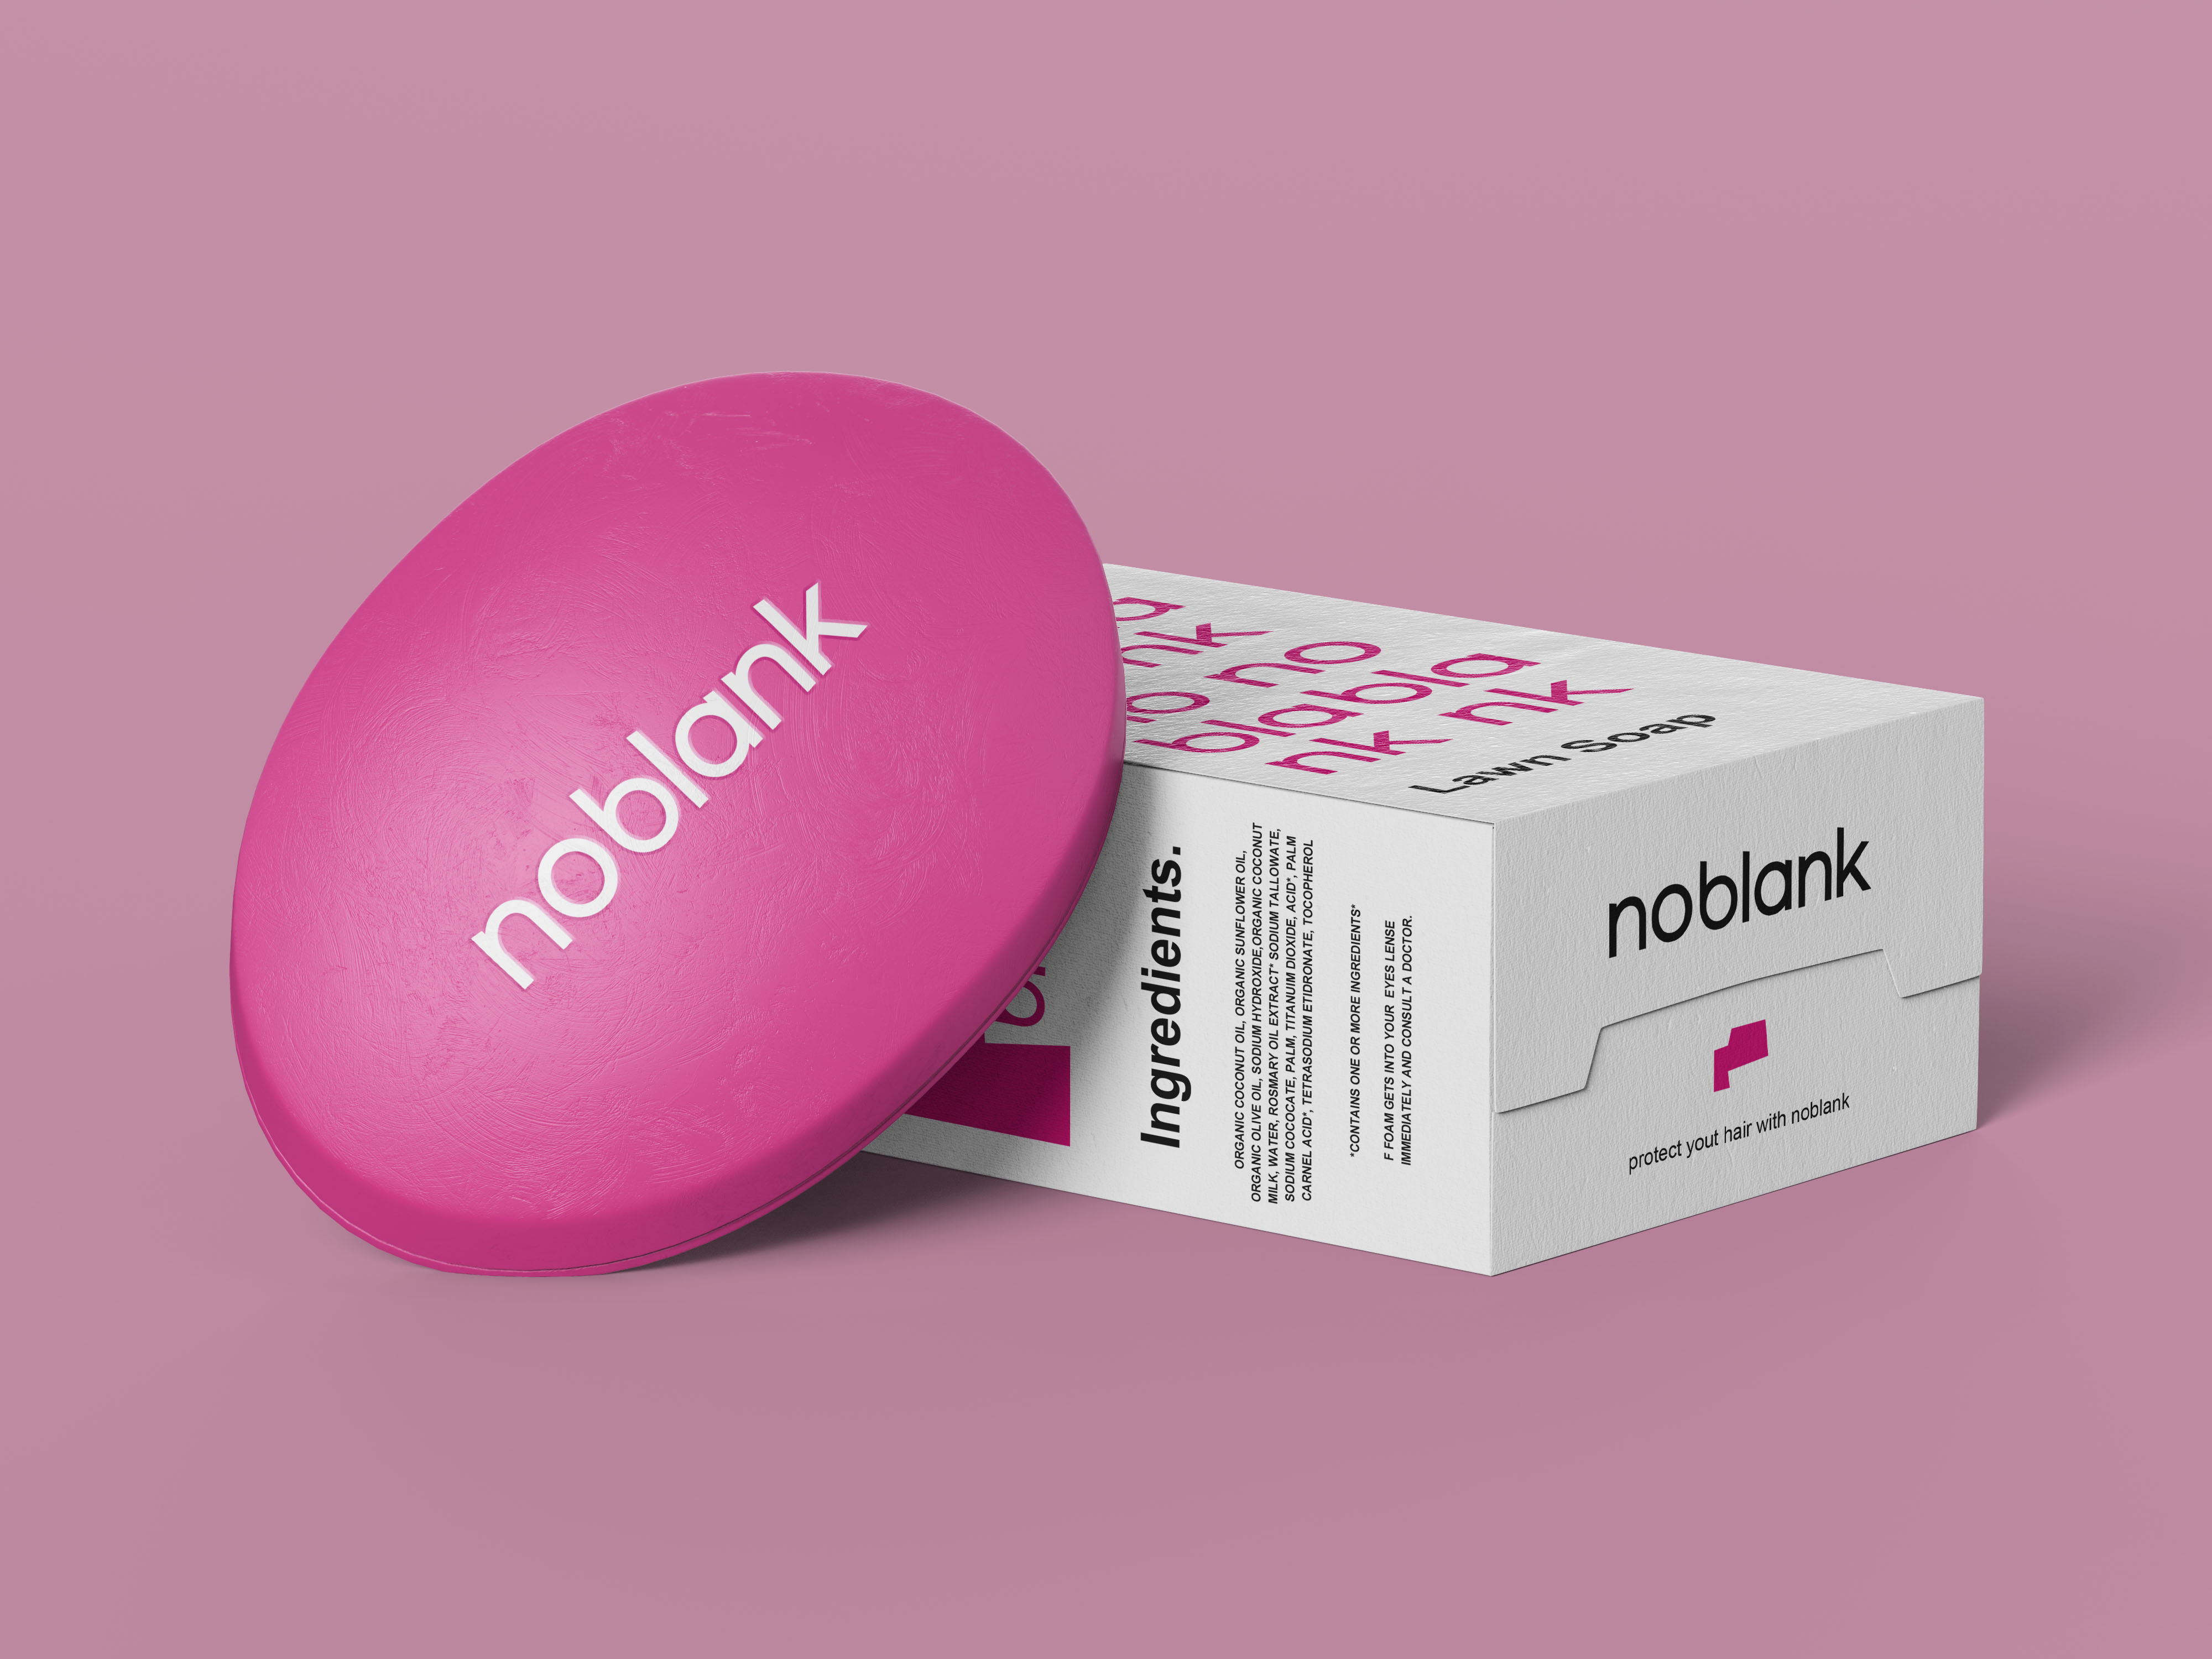 noblank
no no
blabla
nk nk
Lawn Soap
Ingredients.
ORGANIC COCONUT OIL, ORGANIC SUNFLOWER OIL,
ORGANIC OLIVE OIL, SODIUM HYDROXIDE,ORGANIC COCONUT
MILK, WATER, ROSMARY OIL EXTRACT* SODIUM TALLOWATE,
SODIUM COCOCATE, PALM, TITANUIM DIOXIDE, ACID*, PALM
CARNEL ACID*, TETRASODIUM ETIDRONATE, TOCOPHEROL
*CONTAINS ONE OR MORE INGREDIENTS*
F FOAM GETS INTO YOUR EYES LENSE
IMMEDIATELY AND CONSULT A DOCTOR.
noblank
protect yout hair with noblank